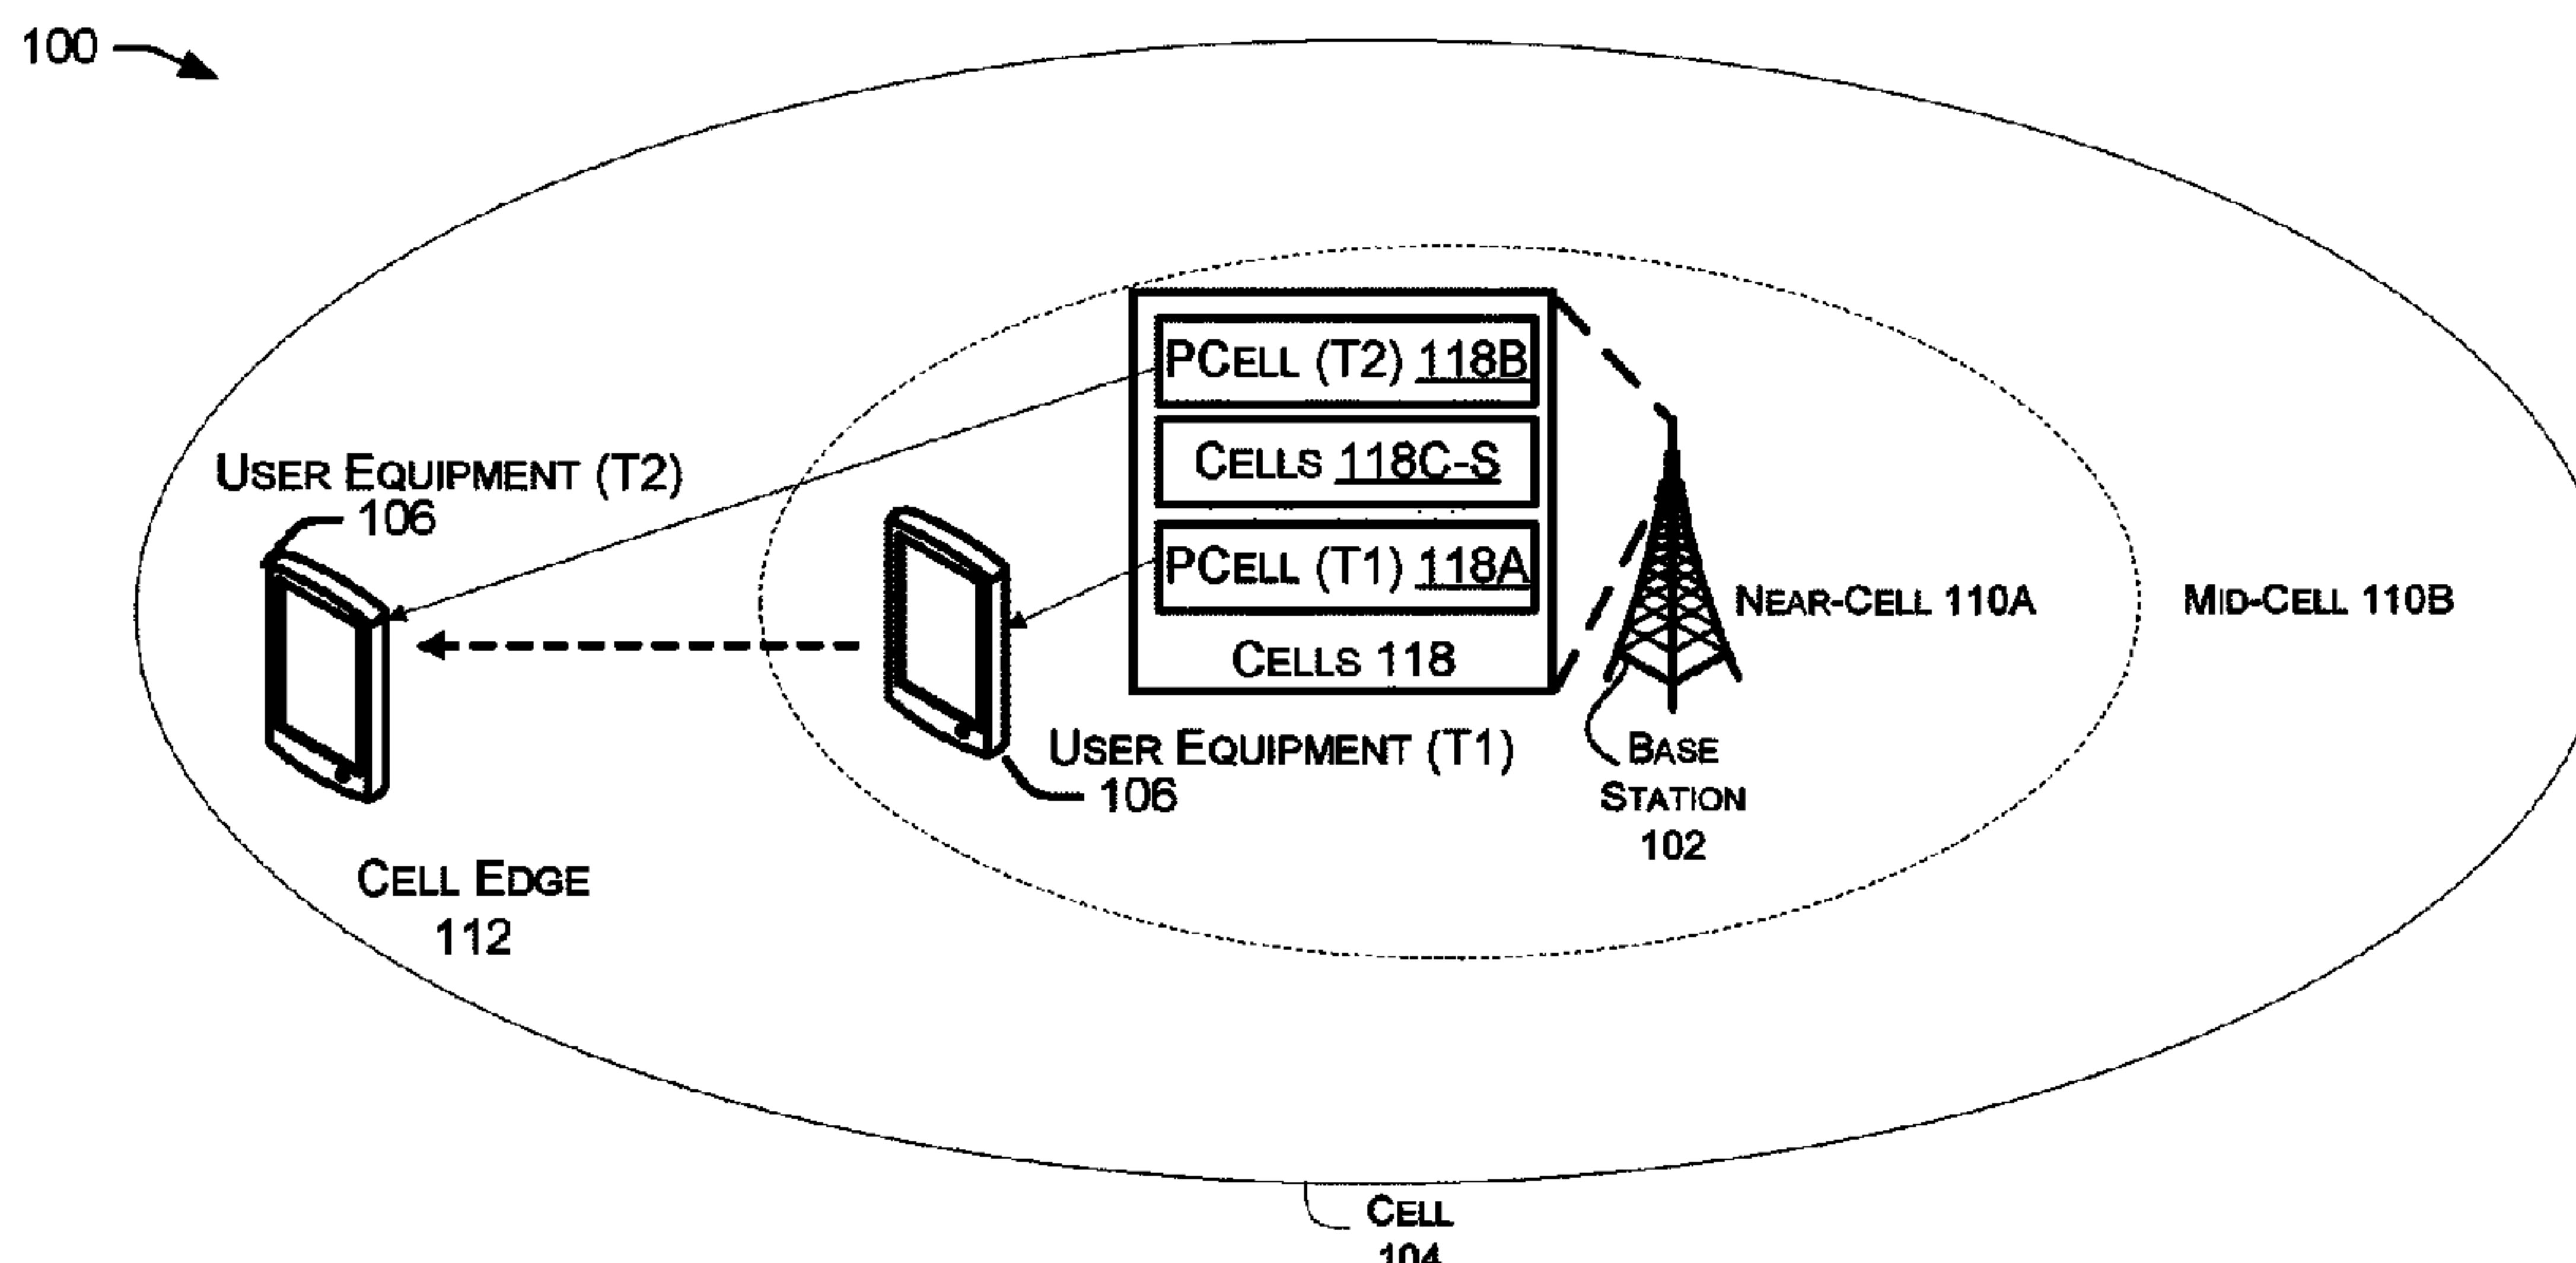 100
PCELL (T2) 118B
CELLS 118C-S
PCELL (T1) 118A
CELLS 118
USER EQUIPMENT (T2)
106
NEAR-CELL 110A
MID-CELL 110B
USER EQUIPMENT (T1)
106
BASE
STATION
102
CELL EDGE
112
CELL
104